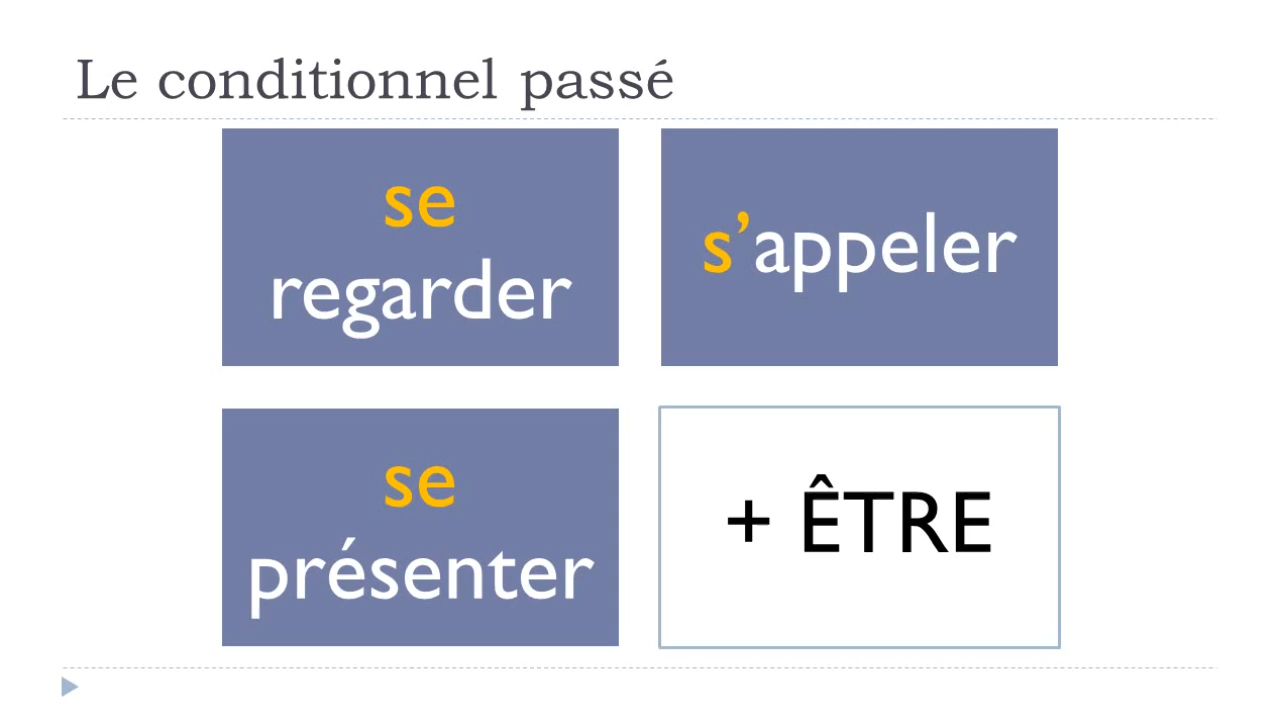 Le conditionnel passé
se
regarder
s’appeler
se
présenter
+ ÊTRE